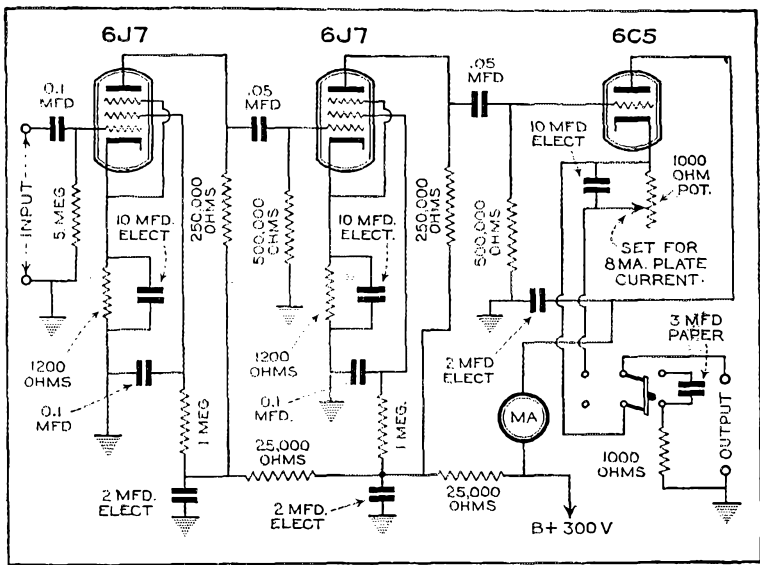 6J7
6J7
6C5
0.1
MFD
.05
MFD
.05
MFD
INPUT
5 MEG
250,000
OHMS
500,000
OHMS
250,000
OHMS
500,000
OHMS
10 MFD
ELECT
1000
OHM
POT.
10 MFD.
ELECT
10 MFD.
ELECT.
SET FOR
8 MA. PLATE
CURRENT.
1200
OHMS
1200
OHMS
2 MFD
ELECT
3 MFD
PAPER
0.1
MFD
0.1
MFD.
1 MEG
1 MEG.
MA
OUTPUT
1000
OHMS
25,000
OHMS
25,000
OHMS
2 MFD.
ELECT
2 MFD.
ELECT
B+ 300 V